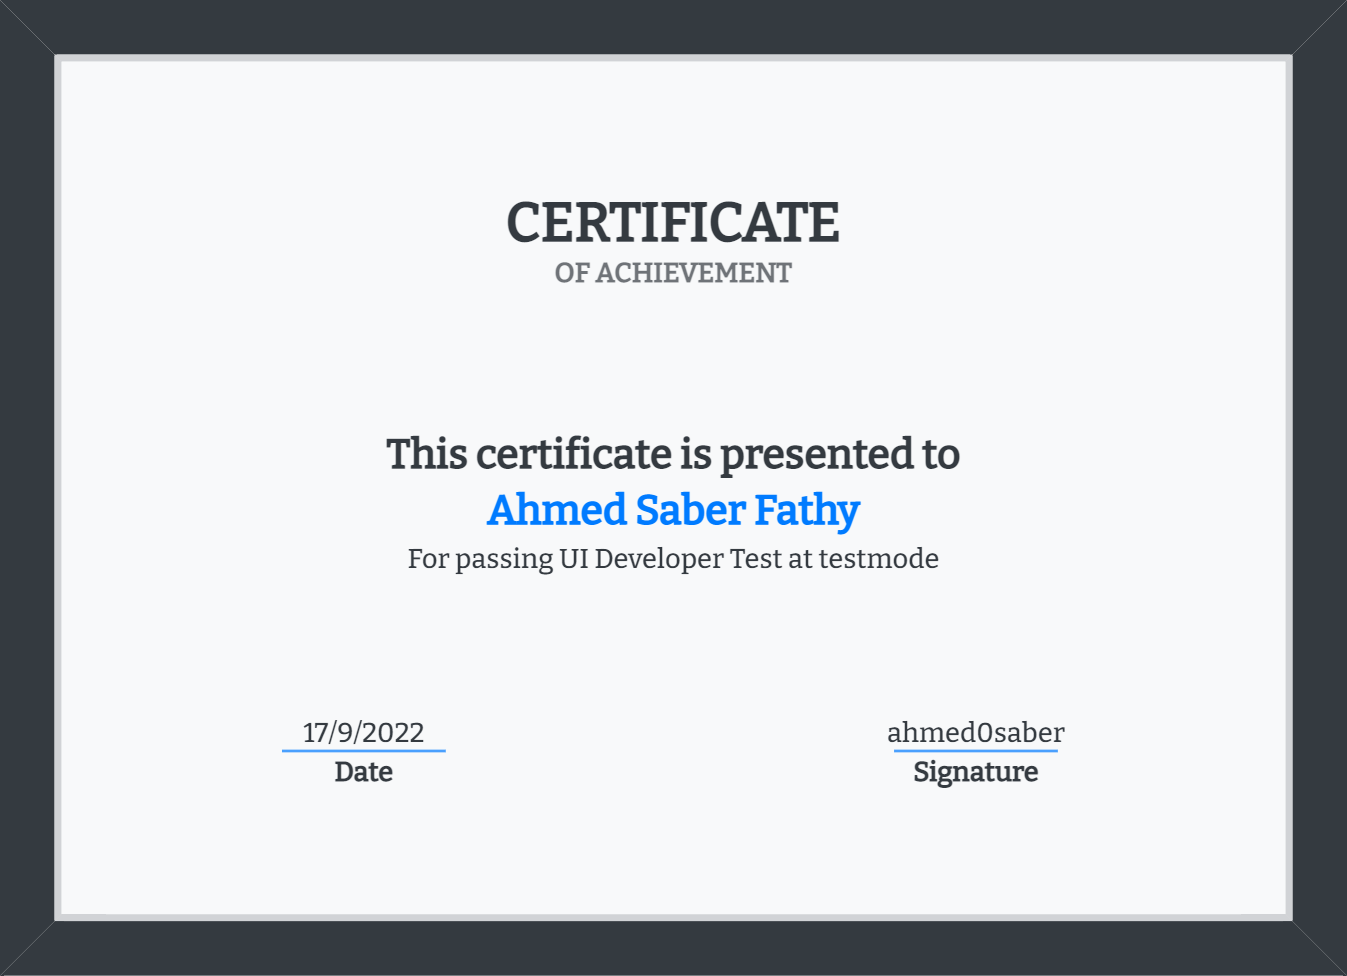 CERTIFICATE
OF ACHIEVEMENT
This certificate is presented to
Ahmed Saber Fathy
For passing UI Developer Test at testmode
17/9/2022
Date
ahmed0saber
Signature